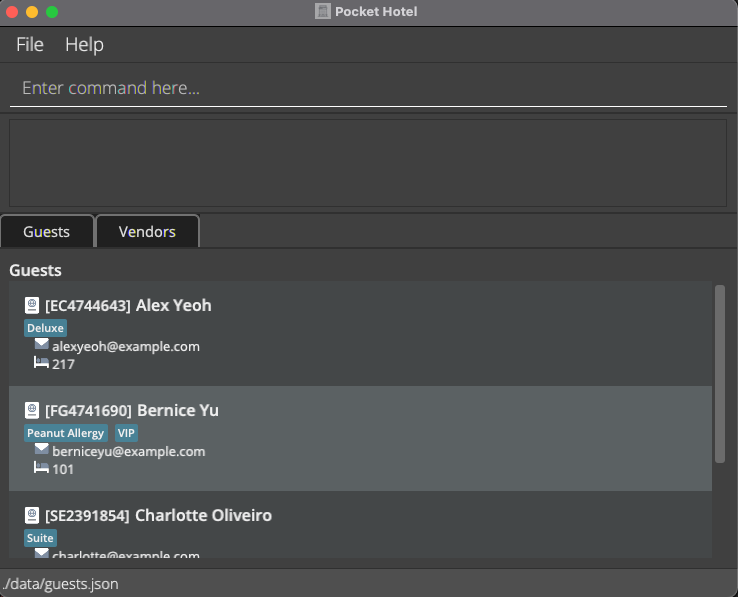 Pocket Hotel
File Help
Enter command here...
Guests Vendors
Guests
[EC4744643] Alex Yeoh
Deluxe
alexyeoh@example.com
217
[FG4741690] Bernice Yu
Peanut Allergy VIP
berniceyu@example.com
101
[SE2391854] Charlotte Oliveiro
Suite
charlotte@example.com
./data/guests.json